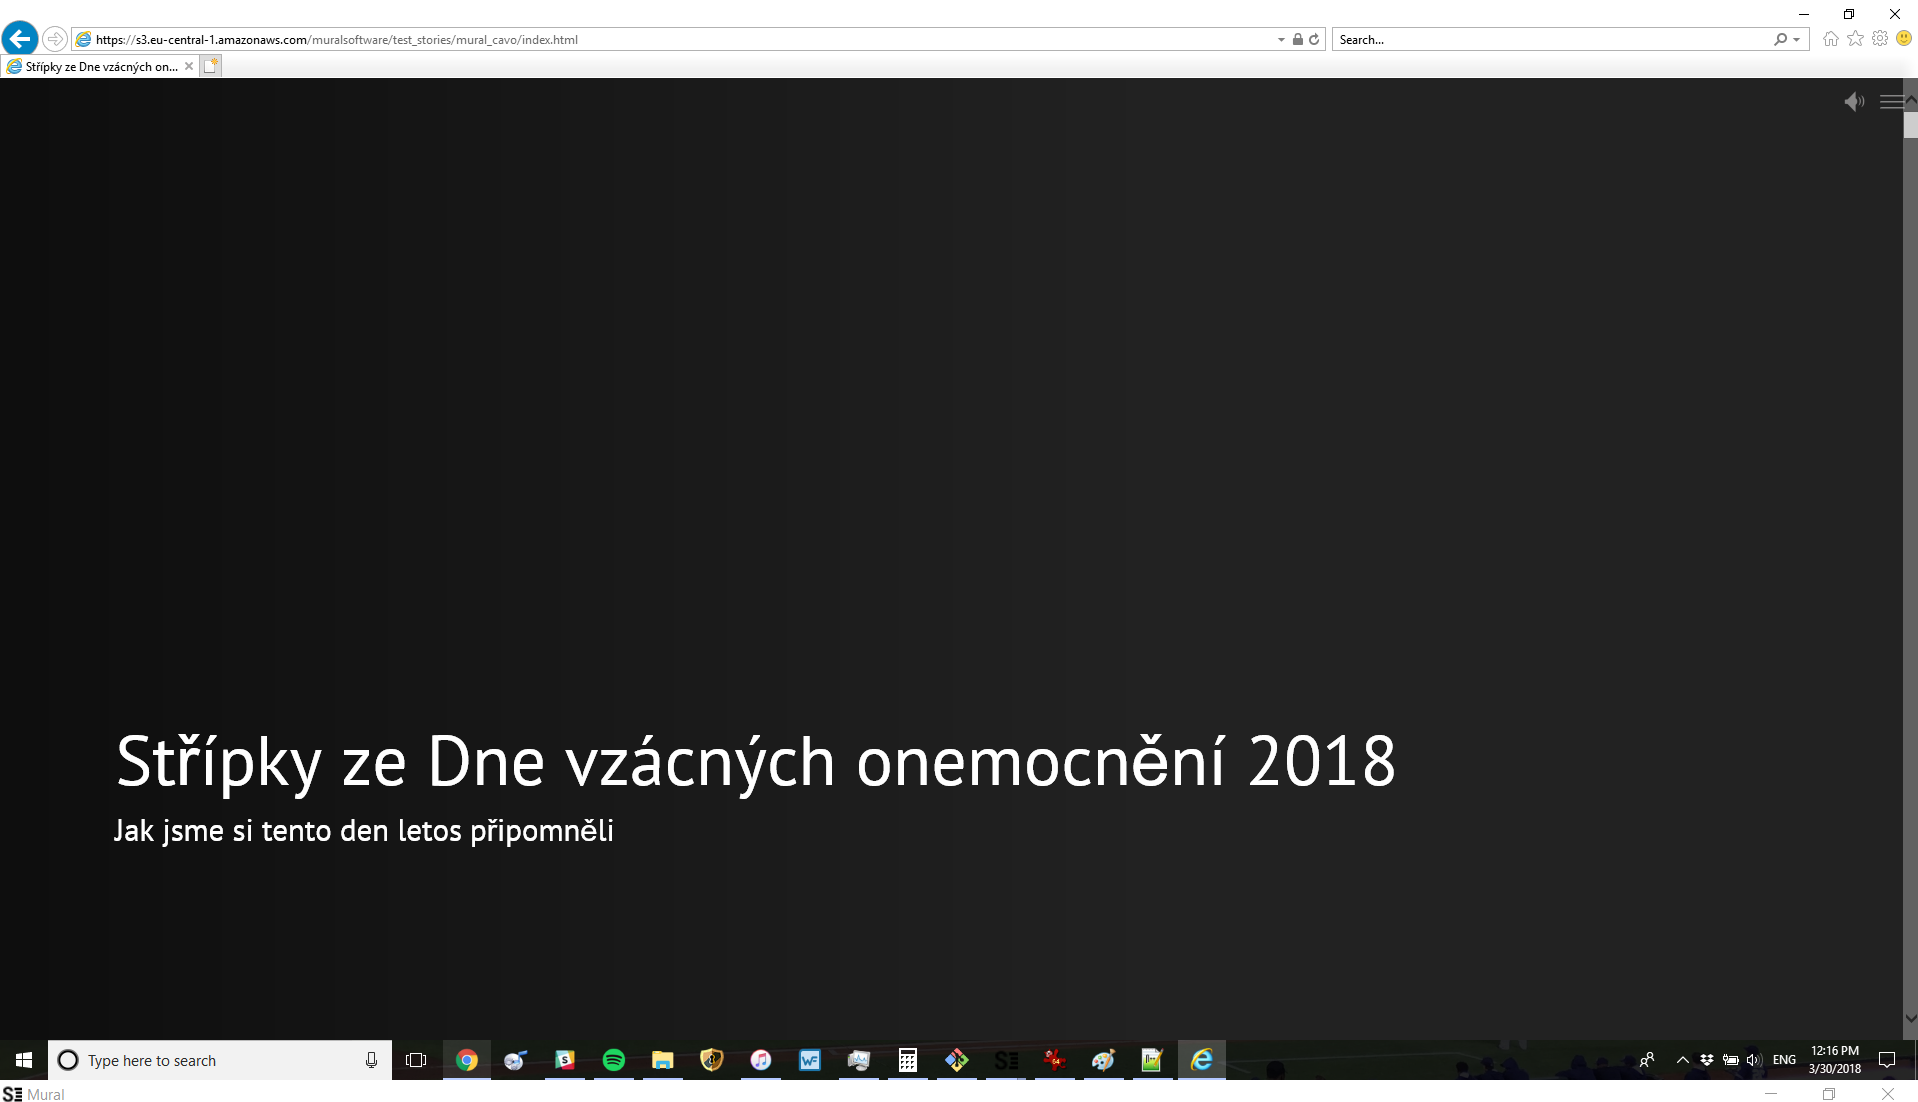 https://s3.eu-central-1.amazonaws.com/muralsoftware/test_stories/mural_cavo/index.html
Search...
Střípky ze Dne vzácných on...
Střípky ze Dne vzácných onemocnění 2018
Jak jsme si tento den letos připomněli
Type here to search
ENG
12:16 PM
3/30/2018
SE Mural